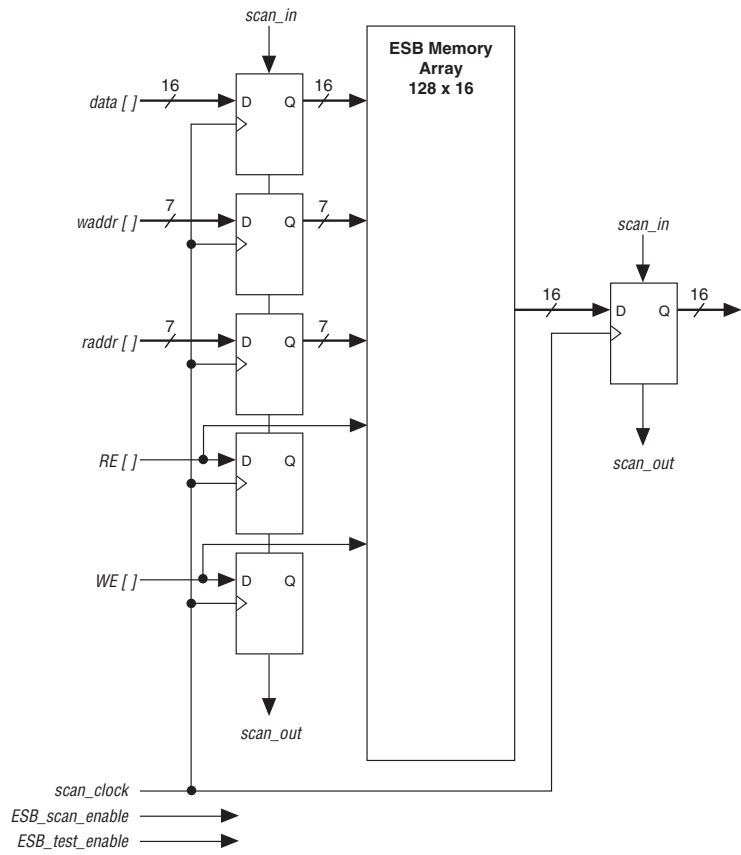 scan_in
ESB Memory
Array
128 x 16
data [ ] 16 D Q 16
waddr [ ] 7 D Q 7
scan_in
raddr [ ] 7 D Q 7
16 D Q 16
RE [ ] D Q
scan_out
WE [ ] D Q
scan_out
scan_clock
ESB_scan_enable
ESB_test_enable